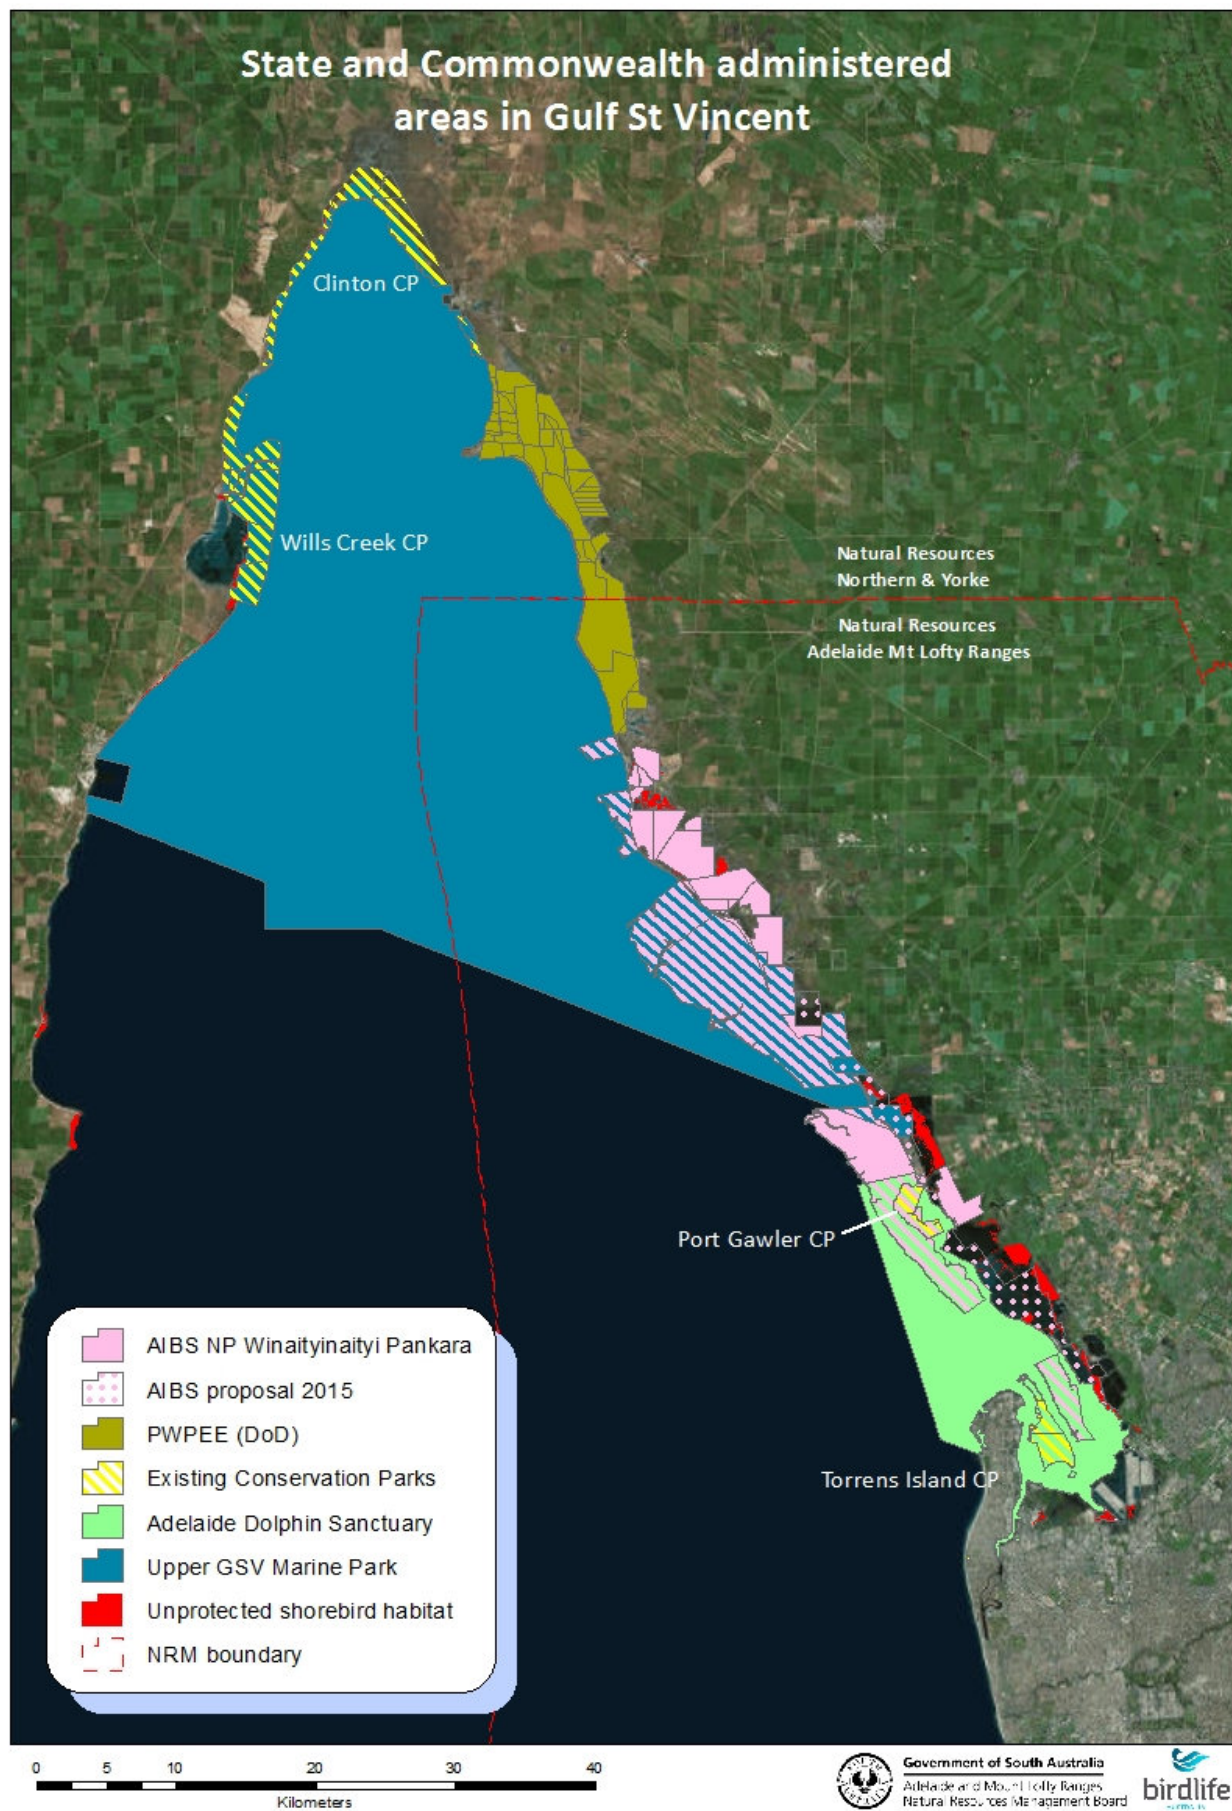 State and Commonwealth administered
areas in Gulf St Vincent
Clinton CP
Wills Creek CP
Natural Resources
Northern & Yorke
Natural Resources
Adelaide Mt Lofty Ranges
Port Gawler CP
Torrens Island CP
AIBS NP Winaityinaityi Pankara
AIBS proposal 2015
PWPEE (DoD)
Existing Conservation Parks
Adelaide Dolphin Sanctuary
Upper GSV Marine Park
Unprotected shorebird habitat
NRM boundary
0 5 10 20 30 40
Kilometers
Government of South Australia
Adelaide and Mount Lofty Ranges
Natural Resources Management Board
birdlife